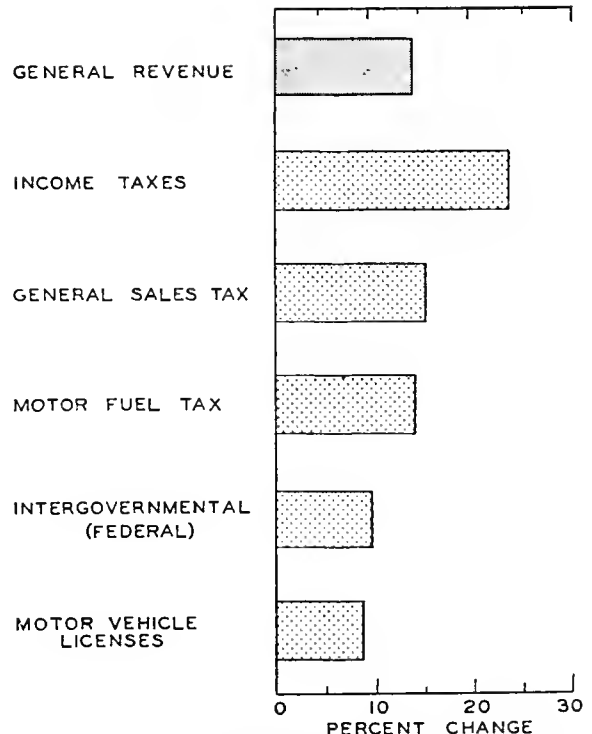 30
GENERAL REVENUE
INCOME TAXES
GENERAL SALES TAX
MOTOR FUEL TAX
INTERGOVERNMENTAL
(FEDERAL)
MOTOR VEHICLE
LICENSES
0 10 20 30
PERCENT CHANGE